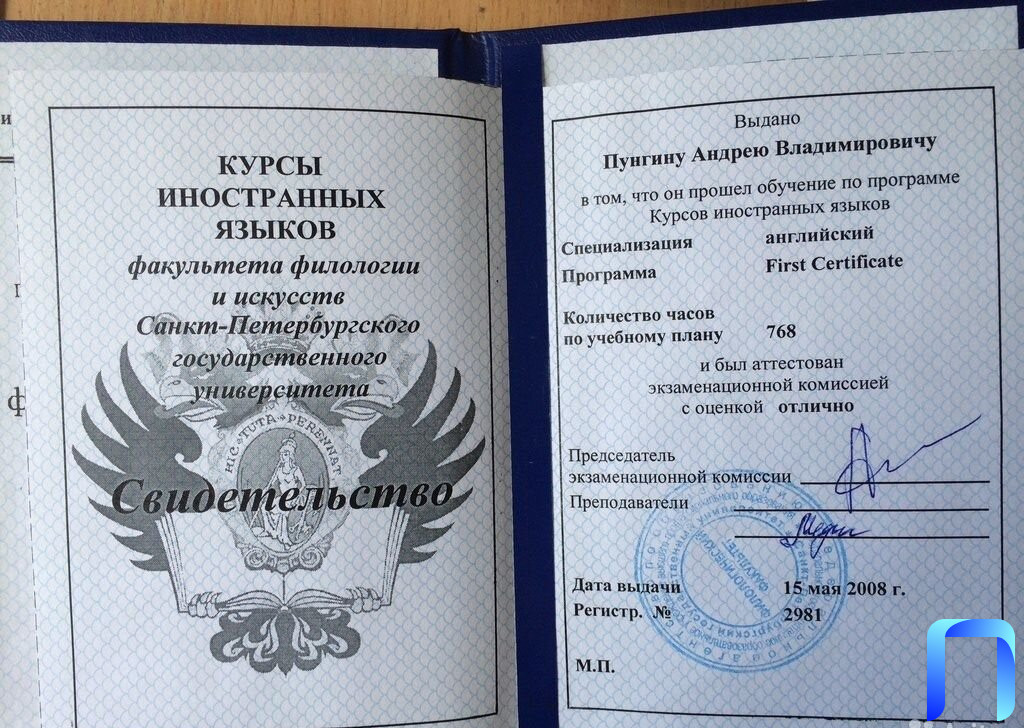 КУРСЫ
ИНОСТРАННЫХ
ЯЗЫКОВ
факультета филологии
и искусств
Санкт-Петербургского
государственного
университета
HIC TUTA PERENNAT
Свидетельство
Выдано
Пунгину Андрею Владимировичу
в том, что он прошел обучение по программе
Курсов иностранных языков
Специализация английский
Программа First Certificate
Количество часов
по учебному плану 768
и был аттестован
экзаменационной комиссией
с оценкой отлично
Председатель
экзаменационной комиссии
Преподаватели
ФИЛОЛОГИЧЕСКИЙ
ФАКУЛЬТЕТ
Дата выдачи 15 мая 2008 г.
Регистр. № 2981
М.П.